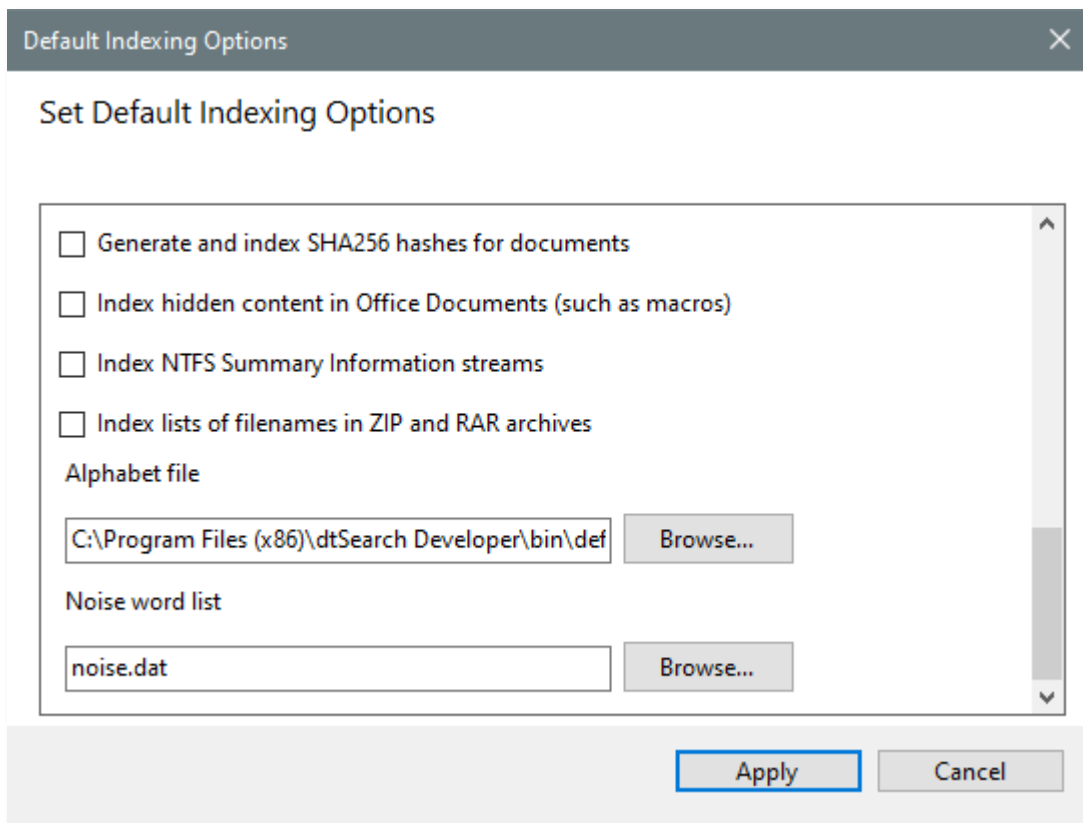 Default Indexing Options
Set Default Indexing Options
Generate and index SHA256 hashes for documents
Index hidden content in Office Documents (such as macros)
Index NTFS Summary Information streams
Index lists of filenames in ZIP and RAR archives
Alphabet file
C:\Program Files (x86)\dtSearch Developer\bin\def
Browse...
Noise word list
noise.dat
Browse...
Apply
Cancel